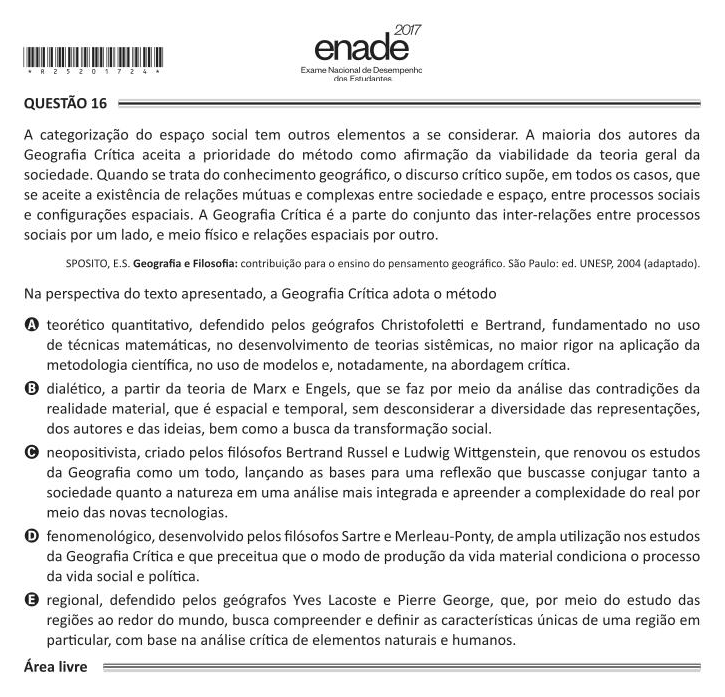 enade 2017
Exame Nacional de Desempenho
dos Estudantes
*R2520172 4*
QUESTÃO 16
A categorização do espaço social tem outros elementos a se considerar. A maioria dos autores da
Geografia Crítica aceita a prioridade do método como afirmação da viabilidade da teoria geral da
sociedade. Quando se trata do conhecimento geográfico, o discurso crítico supõe, em todos os casos, que
se aceite a existência de relações mútuas e complexas entre sociedade e espaço, entre processos sociais
e configurações espaciais. A Geografia Crítica é a parte do conjunto das inter-relações entre processos
sociais por um lado, e meio físico e relações espaciais por outro.
SPOSITO, E.S. Geografia e Filosofia: contribuição para o ensino do pensamento geográfico. São Paulo: ed. UNESP, 2004 (adaptado).
Na perspectiva do texto apresentado, a Geografia Crítica adota o método
A teorético quantitativo, defendido pelos geógrafos Christofoletti e Bertrand, fundamentado no uso
de técnicas matemáticas, no desenvolvimento de teorias sistêmicas, no maior rigor na aplicação da
metodologia científica, no uso de modelos e, notadamente, na abordagem crítica.
B dialético, a partir da teoria de Marx e Engels, que se faz por meio da análise das contradições da
realidade material, que é espacial e temporal, sem desconsiderar a diversidade das representações,
dos autores e das ideias, bem como a busca da transformação social.
C neopositivista, criado pelos filósofos Bertrand Russel e Ludwig Wittgenstein, que renovou os estudos
da Geografia como um todo, lançando as bases para uma reflexão que buscasse conjugar tanto a
sociedade quanto a natureza em uma análise mais integrada e apreender a complexidade do real por
meio das novas tecnologias.
D fenomenológico, desenvolvido pelos filósofos Sartre e Merleau-Ponty, de ampla utilização nos estudos
da Geografia Crítica e que preceitua que o modo de produção da vida material condiciona o processo
da vida social e política.
E regional, defendido pelos geógrafos Yves Lacoste e Pierre George, que, por meio do estudo das
regiões ao redor do mundo, busca compreender e definir as características únicas de uma região em
particular, com base na análise crítica de elementos naturais e humanos.
Área livre